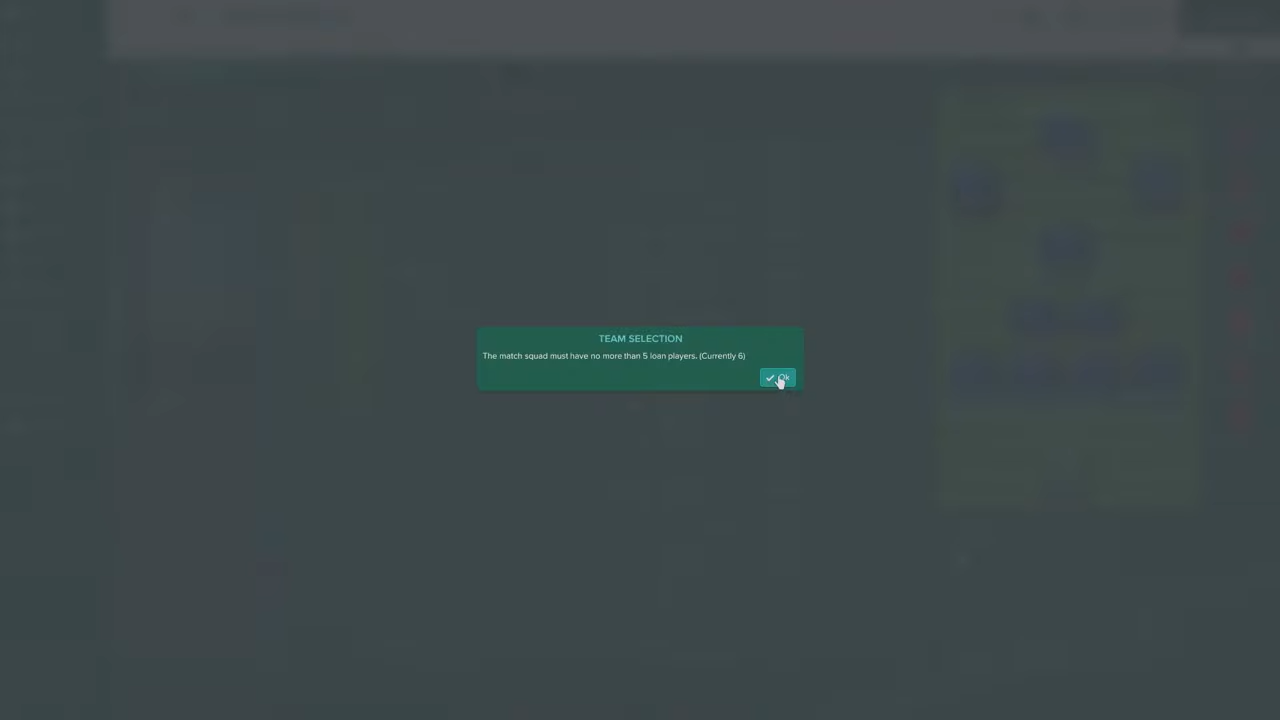 TEAM SELECTION
The match squad must have no more than 5 loan players. (Currently 6)
Ok